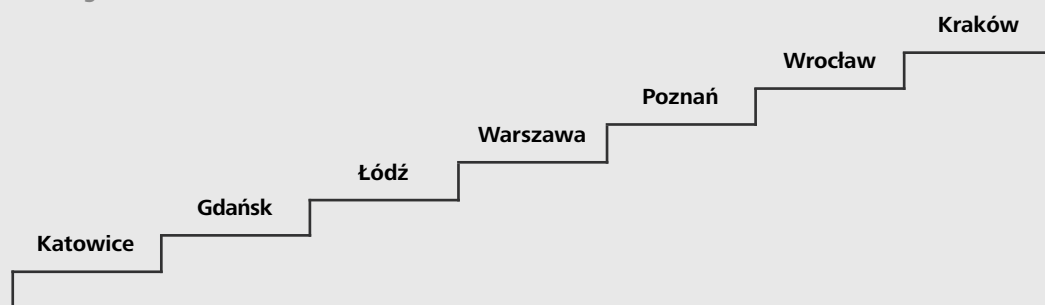 Kraków
Wrocław
Poznań
Warszawa
Łódź
Gdańsk
Katowice